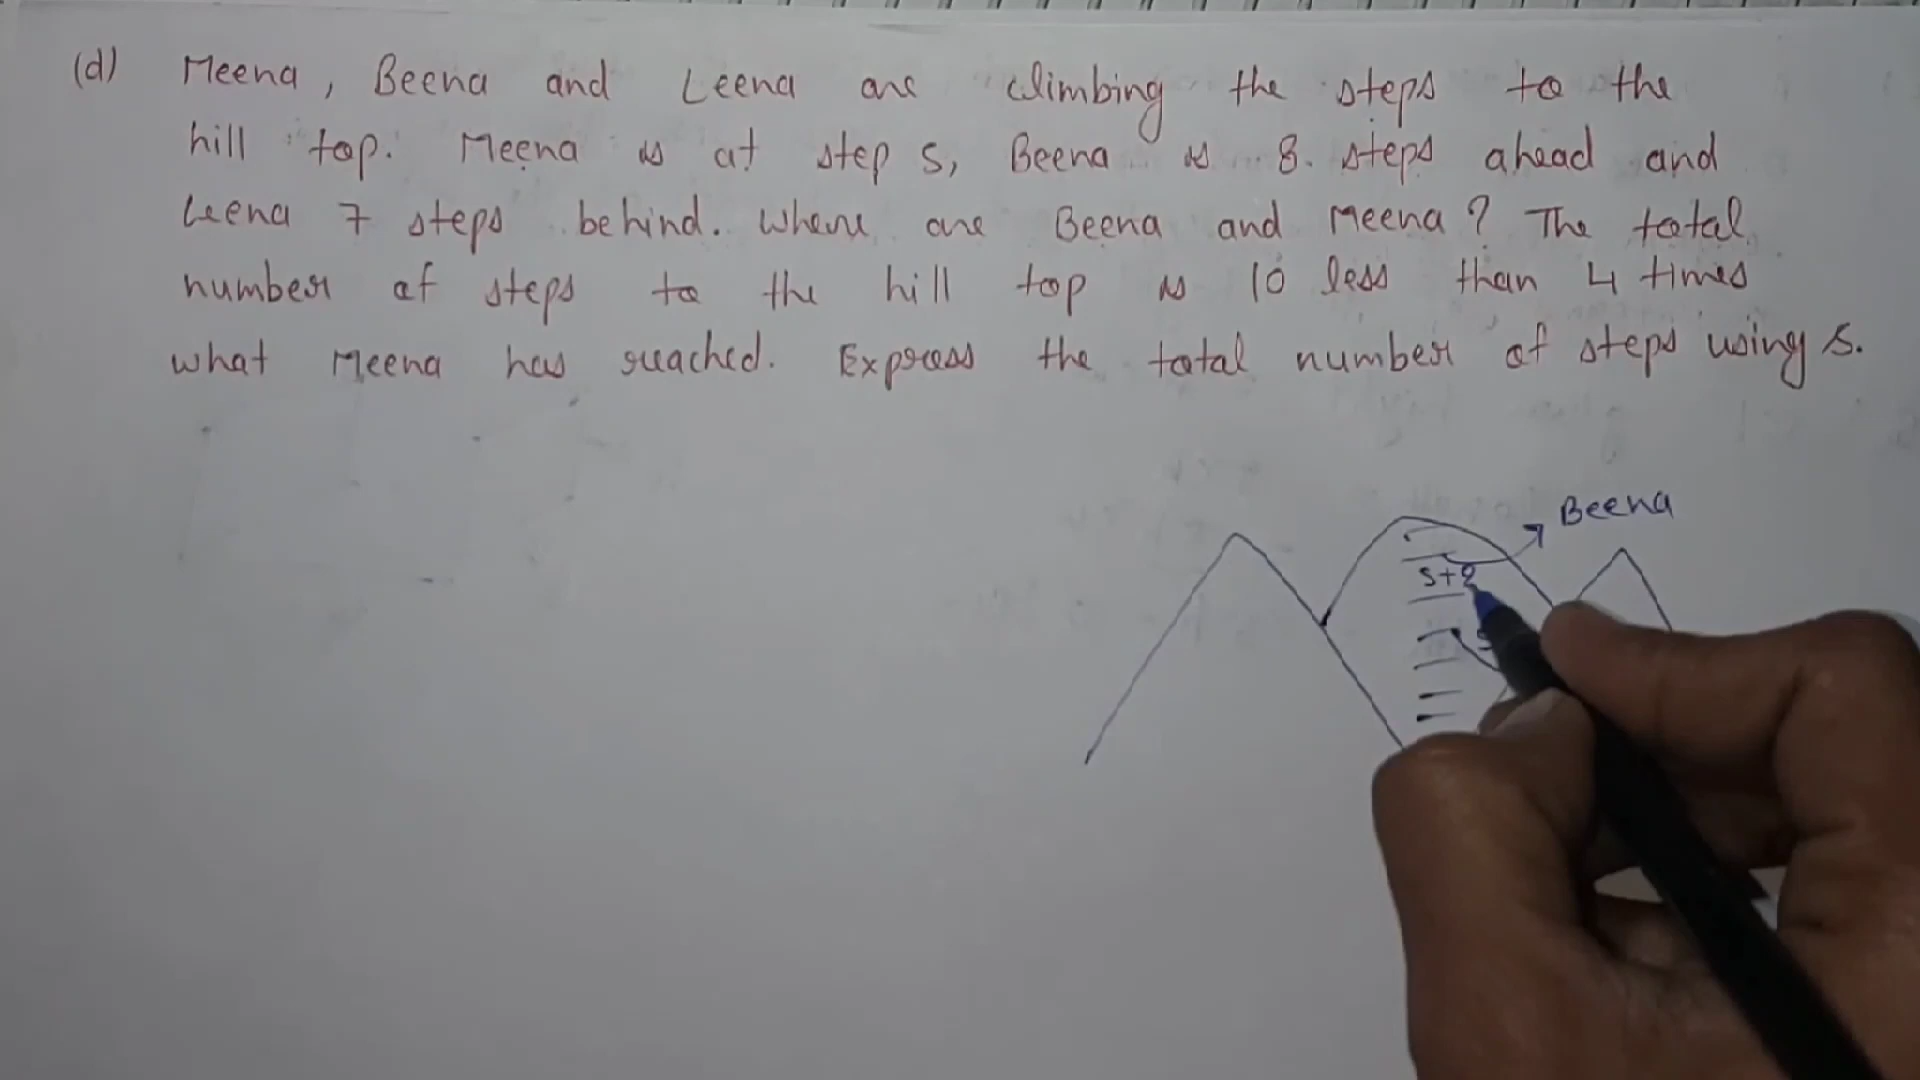 (d) Meena, Beena and Leena are climbing the steps to the
hill top. Meena is at step s, Beena is 8 steps ahead and
Leena 7 steps behind. Where are Beena and Meena? The total
number of steps to the hill top is 10 less than 4 times
what Meena has reached. Express the total number of steps using s.
Beena
s+8